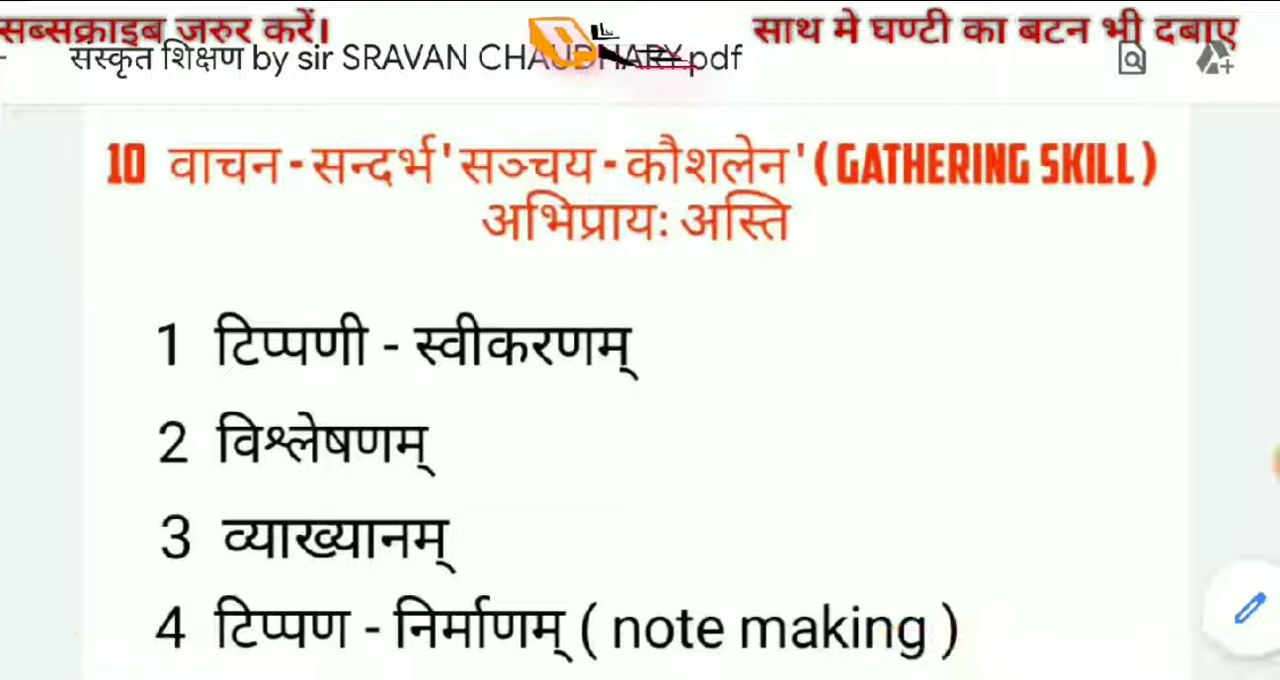 सब्सक्राइब जरुर करें। साथ मे घण्टी का बटन भी दबाए
संस्कृत शिक्षण by sir SRAVAN CHAUDHARY.pdf
10 वाचन - सन्दर्भ ' सञ्चय - कौशलेन ' ( GATHERING SKILL )
अभिप्रायः अस्ति
1 टिप्पणी - स्वीकरणम्
2 विश्लेषणम्
3 व्याख्यानम्
4 टिप्पण - निर्माणम् ( note making )